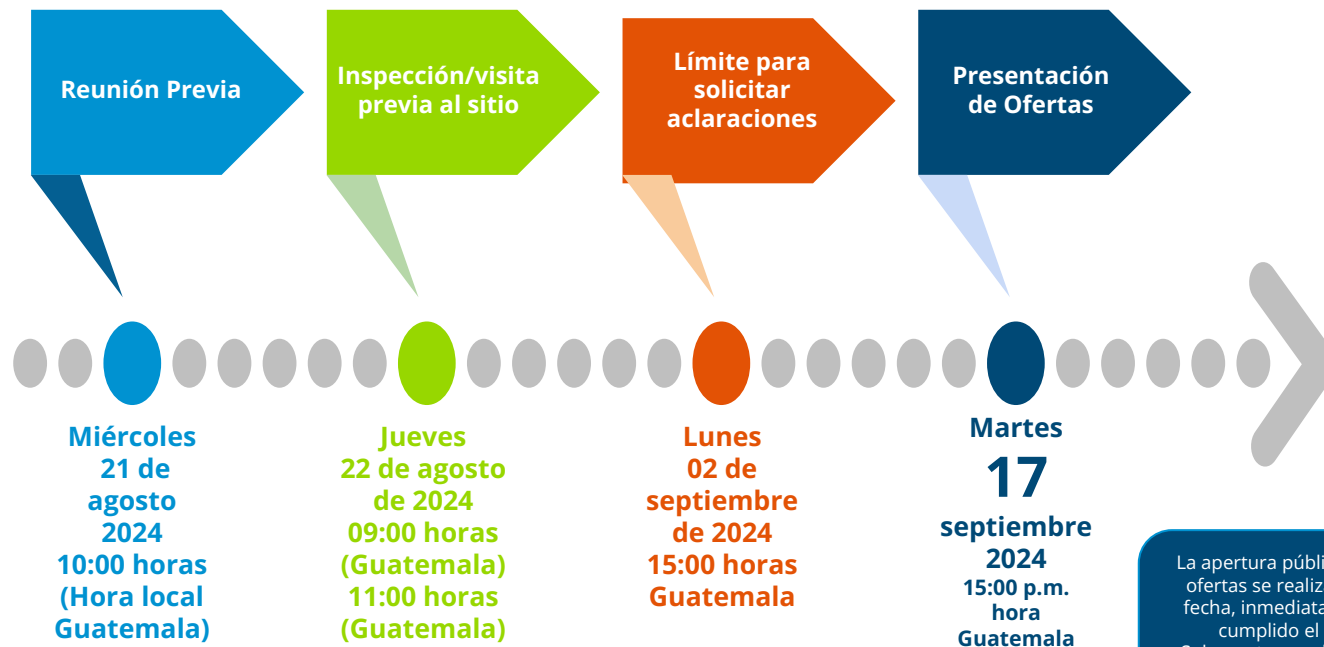 Reunión Previa
Inspección/visita
previa al sitio
Límite para
solicitar
aclaraciones
Presentación
de Ofertas
Miércoles
21 de
agosto
2024
10:00 horas
(Hora local
Guatemala)
Jueves
22 de agosto
de 2024
09:00 horas
(Guatemala)
11:00 horas
(Guatemala)
Lunes
02 de
septiembre
de 2024
15:00 horas
Guatemala
Martes
17
septiembre
2024
15:00 p.m.
hora
Guatemala
La apertura
ofertas se
fecha,
cumplido el